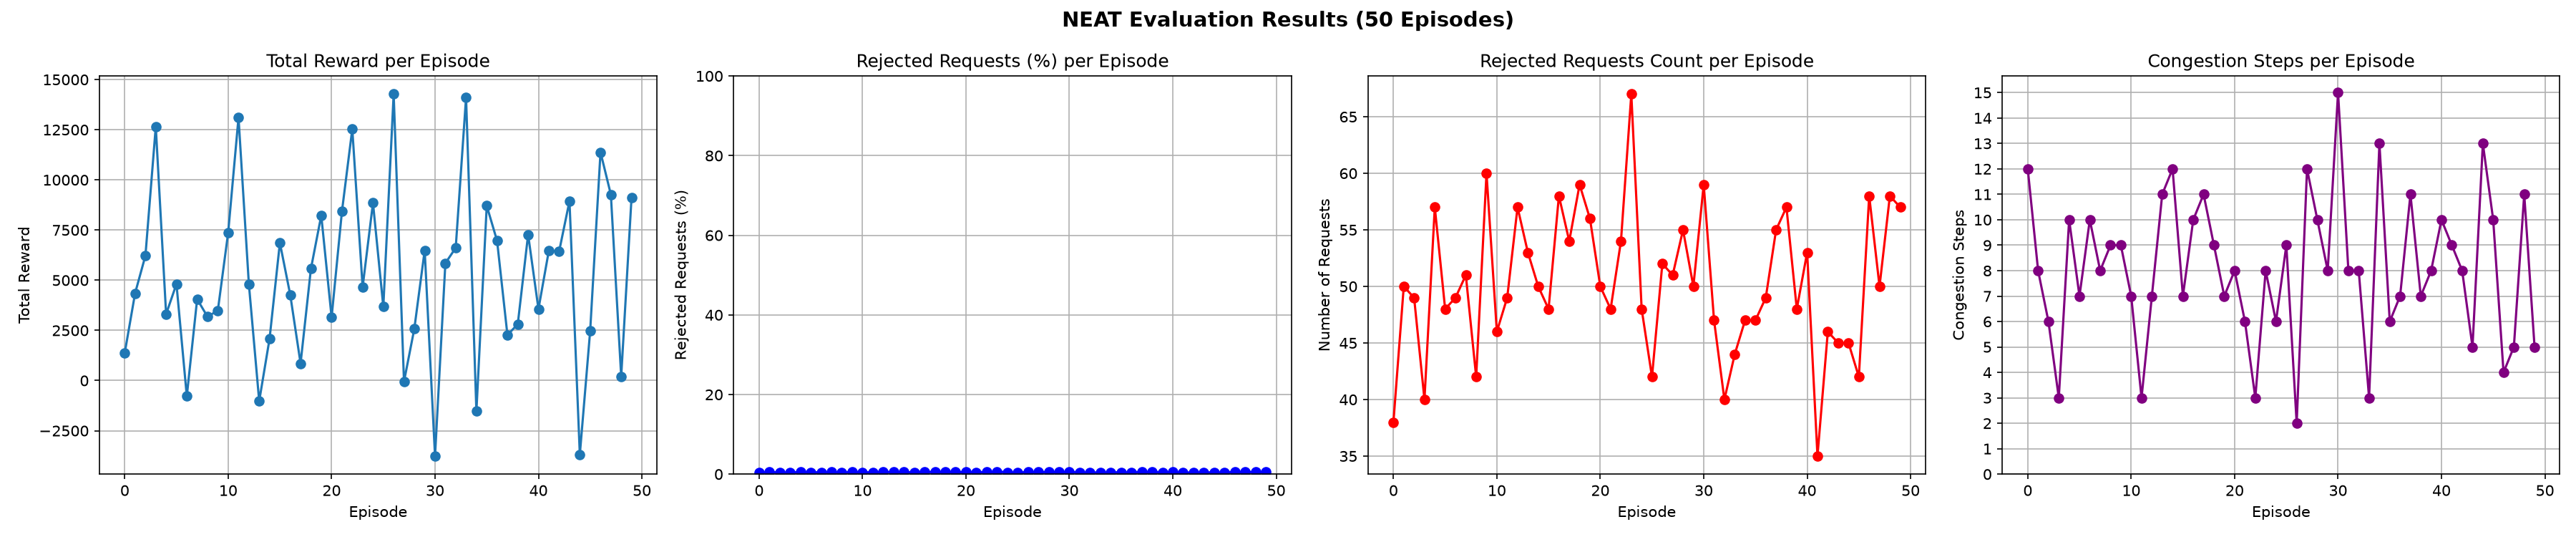 NEAT Evaluation Results (50 Episodes)
Total Reward per Episode
Total Reward
15000
12500
10000
7500
5000
2500
0
−2500
0 10 20 30 40 50
Episode
Rejected Requests (%) per Episode
Rejected Requests (%)
100
80
60
40
20
0
0 10 20 30 40 50
Episode
Rejected Requests Count per Episode
Number of Requests
65
60
55
50
45
40
35
0 10 20 30 40 50
Episode
Congestion Steps per Episode
Congestion Steps
15
14
13
12
11
10
9
8
7
6
5
4
3
2
1
0
0 10 20 30 40 50
Episode